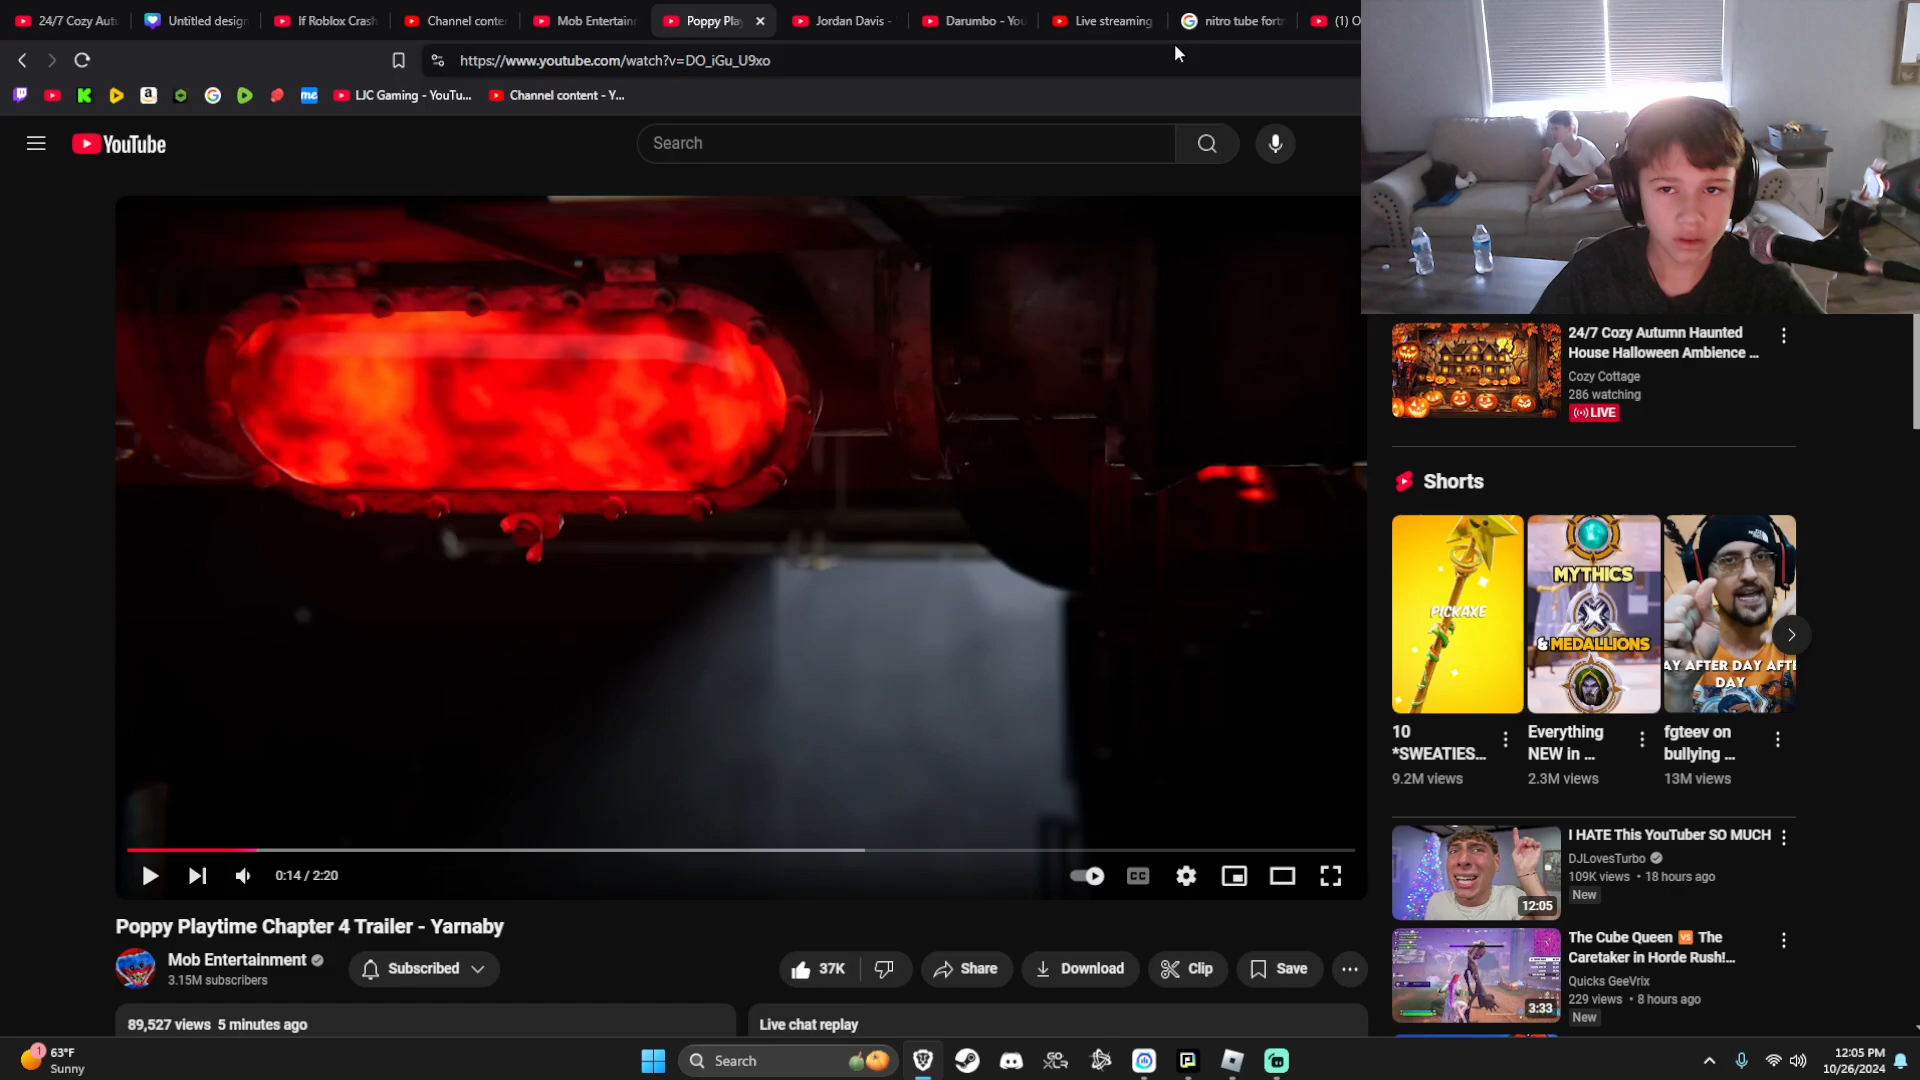 24/7 Cozy Aut
Untitled design
If Roblox Crash
Channel conte
Mob Entertain
Poppy Play
Jordan Davis -
Darumbo - You
Live streaming
nitro tube fortn
(1) O
https://www.youtube.com/watch?v=DO_iGu_U9xo
LJC Gaming - YouTu...
Channel content - Y...
YouTube
Search
24/7 Cozy Autumn Haunted
House Halloween Ambience ...
Cozy Cottage
286 watching
LIVE
Shorts
PICKAXE
MYTHICS
& MEDALLIONS
AY AFTER DAY AFTE
DAY
10
*SWEATIES...
9.2M views
Everything
NEW in ...
2.3M views
fgteev on
bullying ...
13M views
I HATE This YouTuber SO MUCH
DJLovesTurbo
109K views • 18 hours ago
New
12:05
The Cube Queen 🆚 The
Caretaker in Horde Rush!...
Quicks GeeVrix
229 views • 8 hours ago
New
3:33
0:14 / 2:20
CC
Poppy Playtime Chapter 4 Trailer - Yarnaby
Mob Entertainment
3.15M subscribers
Subscribed
37K
Share
Download
Clip
Save
89,527 views 5 minutes ago
Live chat replay
1
63°F
Sunny
Search
GO
XLR
12:05 PM
10/26/2024